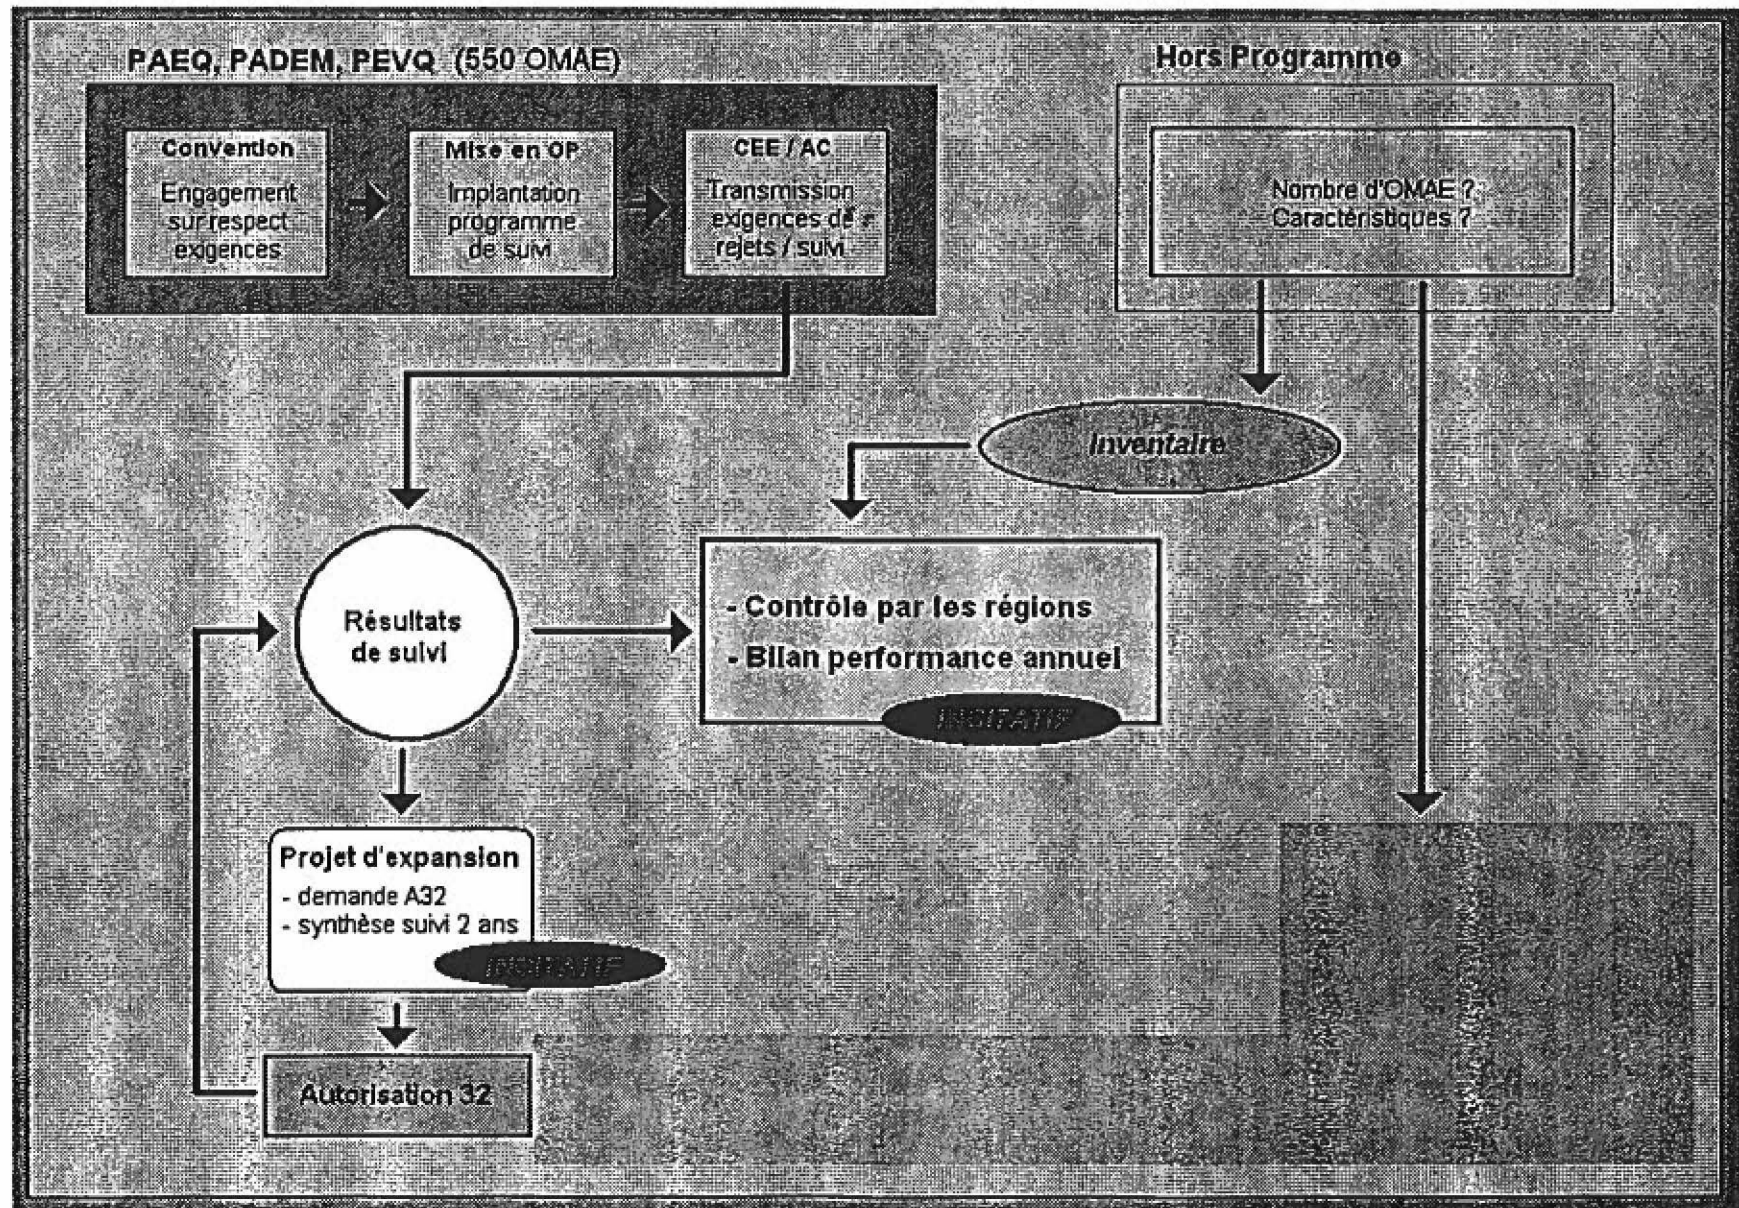 PAEQ, PADEM, PEVQ (550 OMAE)
Convention
Engagement
sur respect
exigences
Mise en OP
Implantation
programme
de suivi
CEE / AC
Transmission
exigences de
rejets / suivi
Hors Programme
Nombre d'OMAE ?
Caractéristiques ?
Inventaire
Résultats
de suivi
- Contrôle par les régions
- Bilan performance annuel
INCITATIF
Projet d'expansion
- demande A32
- synthèse suivi 2 ans
INCITATIF
Autorisation 32